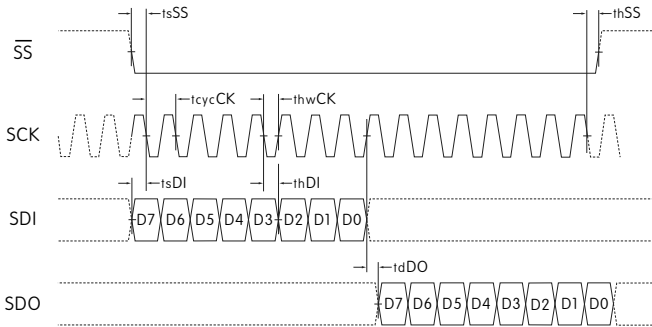 tsSS thSS
SS
tcycCK thwCK
SCK
tsDI thDI
SDI D7 D6 D5 D4 D3 D2 D1 D0
tdDO
SDO D7 D6 D5 D4 D3 D2 D1 D0